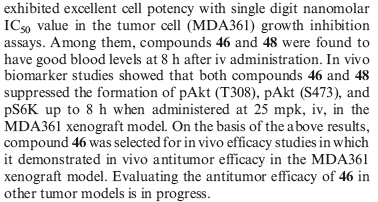 exhibited excellent cell potency with single digit nanomolar
IC50 value in the tumor cell (MDA361) growth inhibition
assays. Among them, compounds 46 and 48 were found to
have good blood levels at 8 h after iv administration. In vivo
biomarker studies showed that both compounds 46 and 48
suppressed the formation of pAkt (T308), pAkt (S473), and
pS6K up to 8 h when administered at 25 mpk, iv, in the
MDA361 xenograft model. On the basis of the above results,
compound 46 was selected for in vivo efficacy studies in which
it demonstrated in vivo antitumor efficacy in the MDA361
xenograft model. Evaluating the antitumor efficacy of 46 in
other tumor models is in progress.